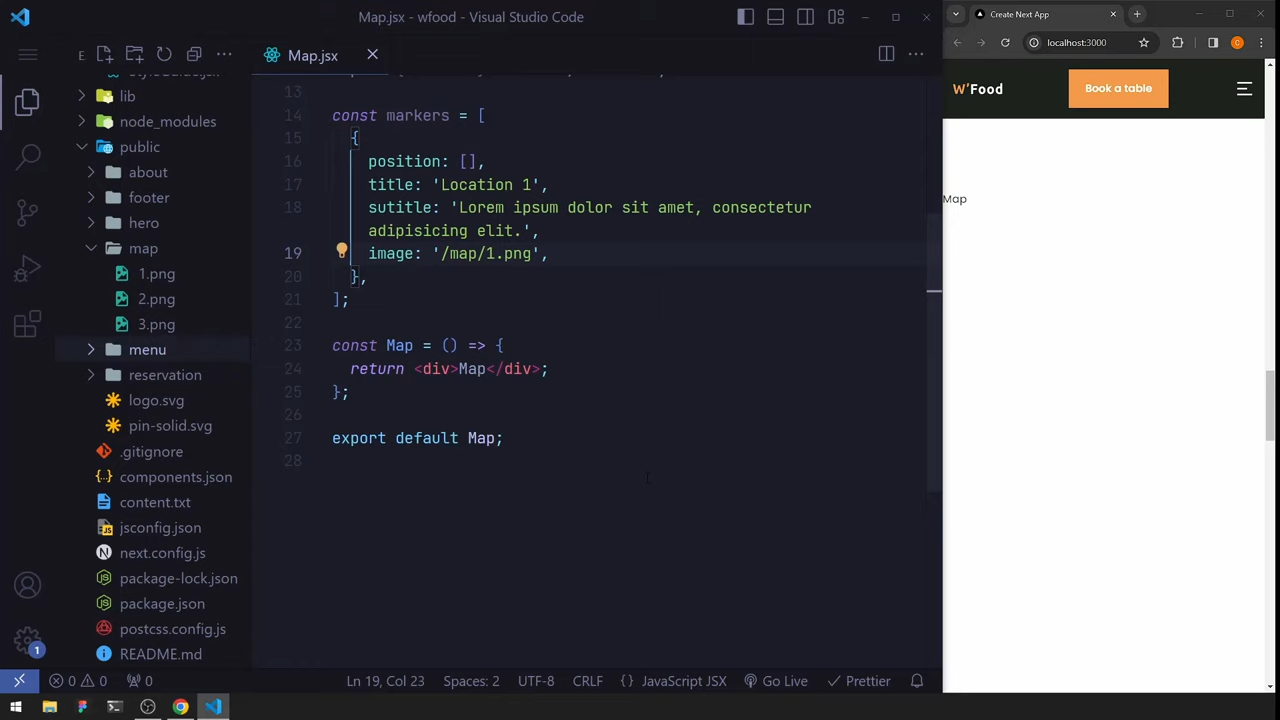 Map.jsx - wfood - Visual Studio Code
Create Next App
E
Map.jsx
localhost:3000
C
lib
node_modules
public
about
footer
hero
map
1.png
2.png
3.png
menu
reservation
logo.svg
pin-solid.svg
.gitignore
components.json
content.txt
jsconfig.json
next.config.js
package-lock.json
package.json
postcss.config.js
README.md
13
14 const markers = [
15 {
16 position: [],
17 title: 'Location 1',
18 sutitle: 'Lorem ipsum dolor sit amet, consectetur
adipisicing elit.',
19 image: '/map/1.png',
20 },
21 ];
22
23 const Map = () => {
24 return <div>Map</div>;
25 };
26
27 export default Map;
28
W'Food
Book a table
Map
1
0 0 0
Ln 19, Col 23
Spaces: 2
UTF-8
CRLF
{} JavaScript JSX
Go Live
Prettier